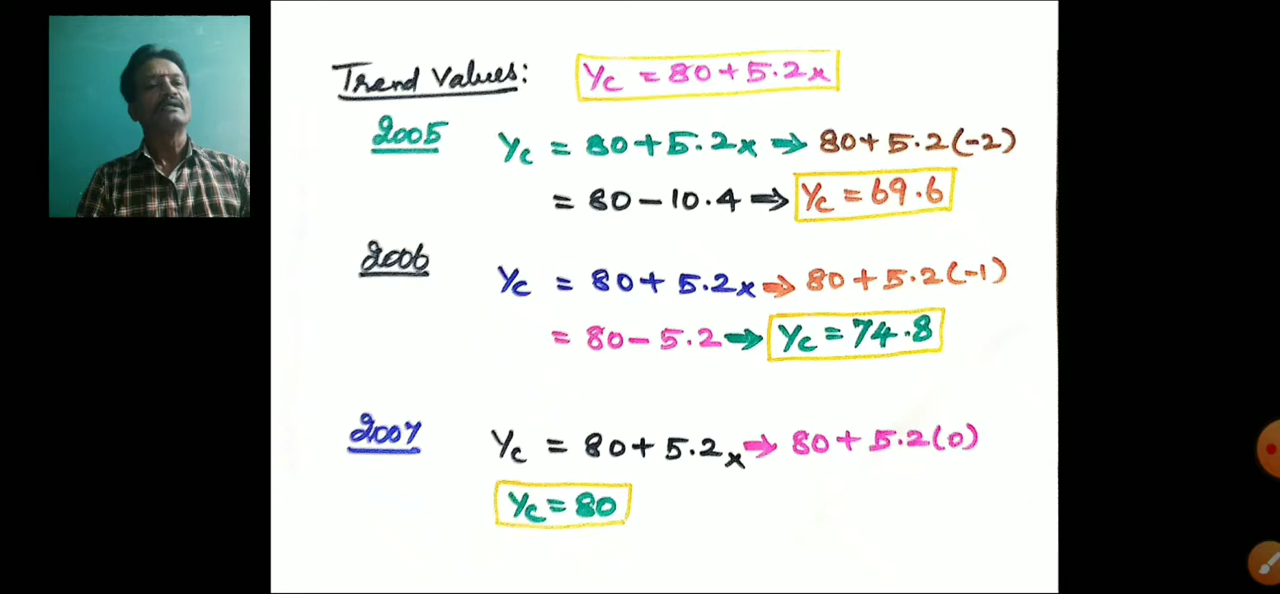 Trend Values: Yc = 80 + 5.2x
2005 Yc = 80 + 5.2x ⇒ 80 + 5.2(-2)
= 80 - 10.4 ⇒ Yc = 69.6
2006 Yc = 80 + 5.2x ⇒ 80 + 5.2(-1)
= 80 - 5.2 ⇒ Yc = 74.8
2007 Yc = 80 + 5.2x ⇒ 80 + 5.2(0)
Yc = 80